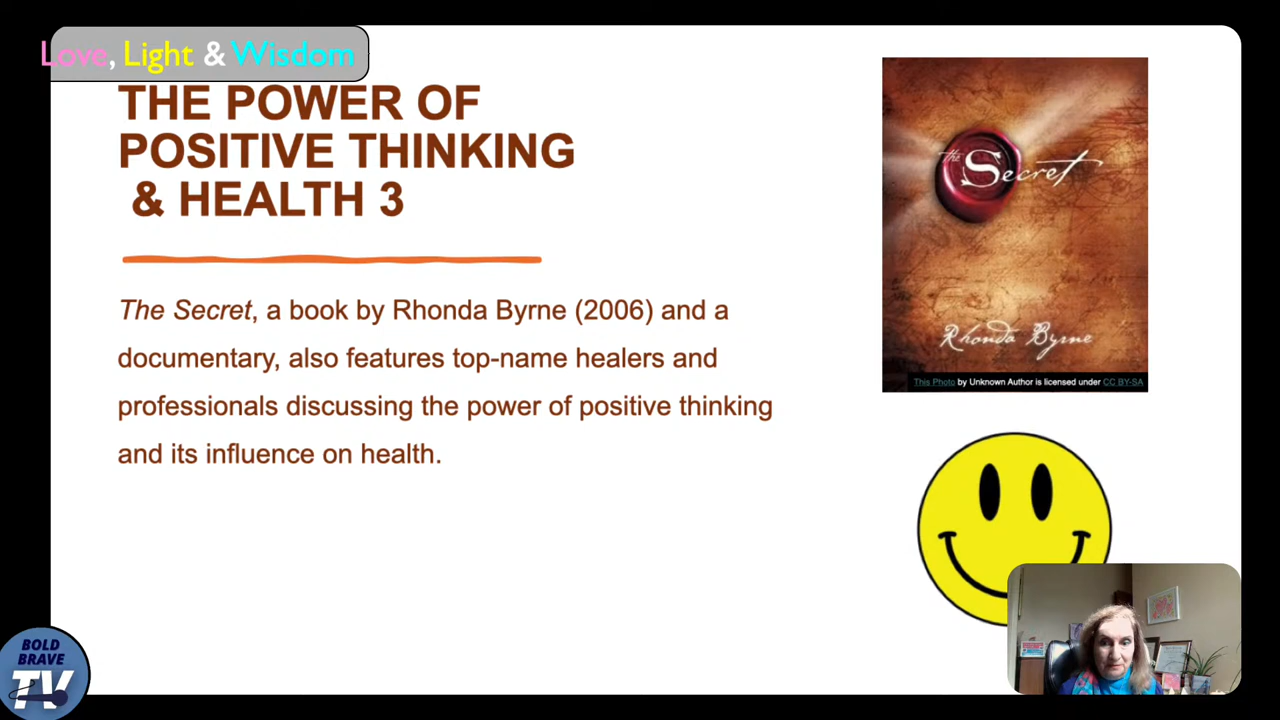 Love, Light & Wisdom
THE POWER OF
POSITIVE THINKING
& HEALTH 3
The Secret, a book by Rhonda Byrne (2006) and a
documentary, also features top-name healers and
professionals discussing the power of positive thinking
and its influence on health.
the Secret
Rhonda Byrne
This Photo by Unknown Author is licensed under CC BY-SA
BOLD
BRAVE
TV